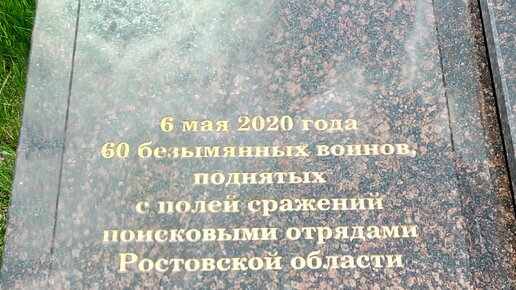 6 мая 2020 года
60 безымянных воинов,
поднятых
с полей сражений
поисковыми отрядами
Ростовской области